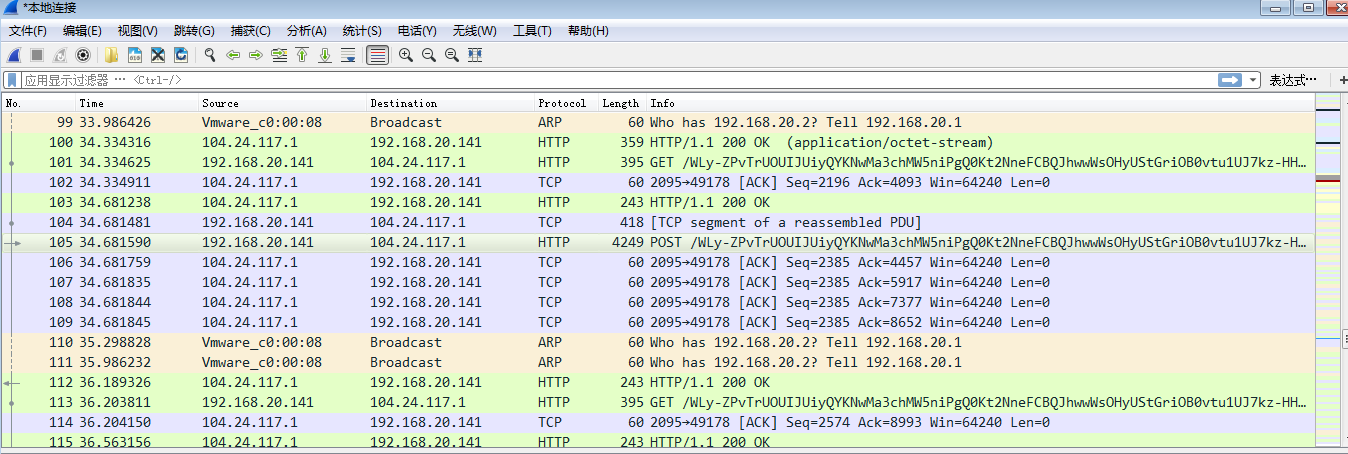 *本地连接
文件(F) 编辑(E) 视图(V) 跳转(G) 捕获(C) 分析(A) 统计(S) 电话(Y) 无线(W) 工具(T) 帮助(H)
应用显示过滤器 … <Ctrl-/> 表达式…
No. Time Source Destination Protocol Length Info
99 33.986426 Vmware_c0:00:08 Broadcast ARP 60 Who has 192.168.20.2? Tell 192.168.20.1
100 34.334316 104.24.117.1 192.168.20.141 HTTP 359 HTTP/1.1 200 OK (application/octet-stream)
101 34.334625 192.168.20.141 104.24.117.1 HTTP 395 GET /WLy-ZPvTrUOUIJUiyQYKNwMa3chMW5niPgQ0Kt2NneFCBQJhwwWsOHyUStGriOB0vtu1UJ7kz-HH…
102 34.334911 104.24.117.1 192.168.20.141 TCP 60 2095→49178 [ACK] Seq=2196 Ack=4093 Win=64240 Len=0
103 34.681238 104.24.117.1 192.168.20.141 HTTP 243 HTTP/1.1 200 OK
104 34.681481 192.168.20.141 104.24.117.1 TCP 418 [TCP segment of a reassembled PDU]
105 34.681590 192.168.20.141 104.24.117.1 HTTP 4249 POST /WLy-ZPvTrUOUIJUiyQYKNwMa3chMW5niPgQ0Kt2NneFCBQJhwwWsOHyUStGriOB0vtu1UJ7kz-H…
106 34.681759 104.24.117.1 192.168.20.141 TCP 60 2095→49178 [ACK] Seq=2385 Ack=4457 Win=64240 Len=0
107 34.681835 104.24.117.1 192.168.20.141 TCP 60 2095→49178 [ACK] Seq=2385 Ack=5917 Win=64240 Len=0
108 34.681844 104.24.117.1 192.168.20.141 TCP 60 2095→49178 [ACK] Seq=2385 Ack=7377 Win=64240 Len=0
109 34.681845 104.24.117.1 192.168.20.141 TCP 60 2095→49178 [ACK] Seq=2385 Ack=8652 Win=64240 Len=0
110 35.298828 Vmware_c0:00:08 Broadcast ARP 60 Who has 192.168.20.2? Tell 192.168.20.1
111 35.986232 Vmware_c0:00:08 Broadcast ARP 60 Who has 192.168.20.2? Tell 192.168.20.1
112 36.189326 104.24.117.1 192.168.20.141 HTTP 243 HTTP/1.1 200 OK
113 36.203811 192.168.20.141 104.24.117.1 HTTP 395 GET /WLy-ZPvTrUOUIJUiyQYKNwMa3chMW5niPgQ0Kt2NneFCBQJhwwWsOHyUStGriOB0vtu1UJ7kz-HH…
114 36.204150 104.24.117.1 192.168.20.141 TCP 60 2095→49178 [ACK] Seq=2574 Ack=8993 Win=64240 Len=0
115 36.563156 104.24.117.1 192.168.20.141 HTTP 243 HTTP/1.1 200 OK